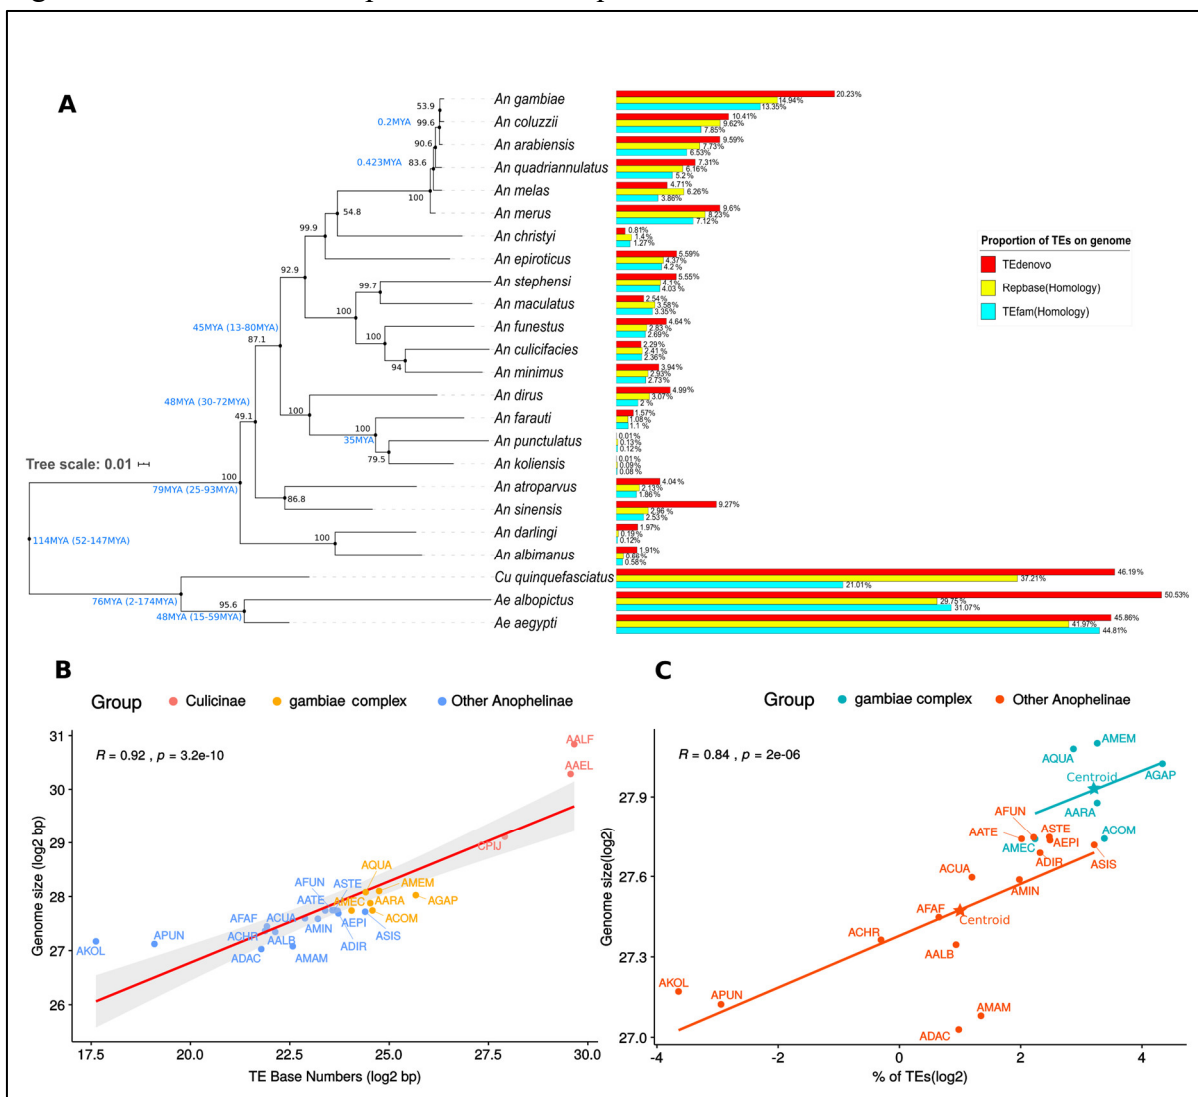 A
An gambiae 20.23% 14.94% 13.35%
53.9
0.2MYA 99.6
An coluzzii 10.41% 9.62% 7.85%
90.6
An arabiensis 9.59% 7.73% 6.53%
0.423MYA 83.6
An quadriannulatus 7.31% 6.16% 5.2%
100
An melas 4.71% 6.26% 3.86%
54.8
An merus 9.6% 8.23% 7.12%
99.9
An christyi 0.81% 1.4% 1.27%
92.9
An epiroticus 5.59% 4.37% 4.2%
99.7
An stephensi 5.55% 4.1% 4.03%
100
An maculatus 2.54% 3.58% 3.35%
45MYA (13-80MYA)
87.1
100
An funestus 4.64% 2.83% 2.69%
An culicifacies 2.29% 2.41% 2.36%
94
An minimus 3.94% 2.93% 2.73%
48MYA (30-72MYA)
49.1
100
An dirus 4.99% 3.07% 2%
An farauti 1.57% 1.08% 1.1%
100
35MYA
An punctulatus 0.01% 0.13% 0.12%
79.5
An koliensis 0.01% 0.09% 0.08%
Tree scale: 0.01
100
79MYA (25-93MYA)
An atroparvus 4.04% 2.13% 1.86%
86.8
An sinensis 9.27% 2.96% 2.53%
100
An darlingi 1.97% 0.19% 0.12%
114MYA (52-147MYA)
An albimanus 1.91% 0.66% 0.58%
Cu quinquefasciatus 46.19% 37.21% 21.01%
76MYA (2-174MYA)
95.6
Ae albopictus 50.53% 29.75% 31.07%
48MYA (15-59MYA)
Ae aegypti 45.86% 41.97% 44.81%
Proportion of TEs on genome
TEdenovo
Repbase(Homology)
TEfam(Homology)
B
Group Culicinae gambiae complex Other Anophelinae
R = 0.92 , p = 3.2e-10
31
30
29
28
27
26
Genome size (log2 bp)
AALF
AAEL
CPIJ
AQUA
AFUN ASTE AMEM
AATE AMEC AARA AGAP
AFAF ACUA ACOM
AEPI
ACHR AMIN
AKOL APUN AALB ASIS
ADIR
ADAC AMAM
17.5 20.0 22.5 25.0 27.5 30.0
TE Base Numbers (log2 bp)
C
Group gambiae complex Other Anophelinae
R = 0.84 , p = 2e-06
27.9
27.6
27.3
27.0
Genome size(log2)
AMEM
AQUA
AGAP
Centroid
AARA
AFUN
AATE ASTE ACOM
AMEC AEPI
ADIR ASIS
ACUA
AMIN
AFAF
Centroid
ACHR
AALB
AKOL
APUN
AMAM
ADAC
-4 -2 0 2 4
% of TEs(log2)